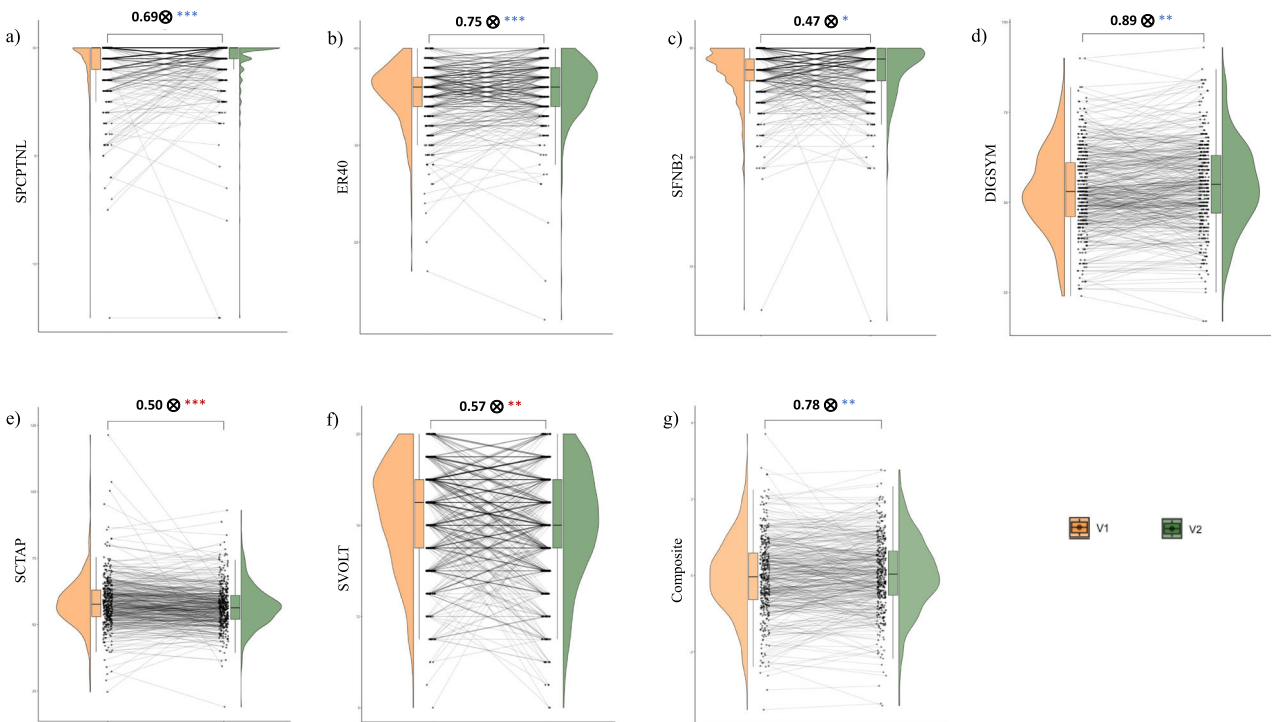 a)
0.69⊗ ***
SPCPTNL
b)
0.75⊗ ***
ER40
c)
0.47⊗ *
SFNB2
d)
0.89⊗ **
DIGSYM
e)
0.50⊗ ***
SCTAP
f)
0.57⊗ **
SVOLT
g)
0.78⊗ **
Composite
V1
V2